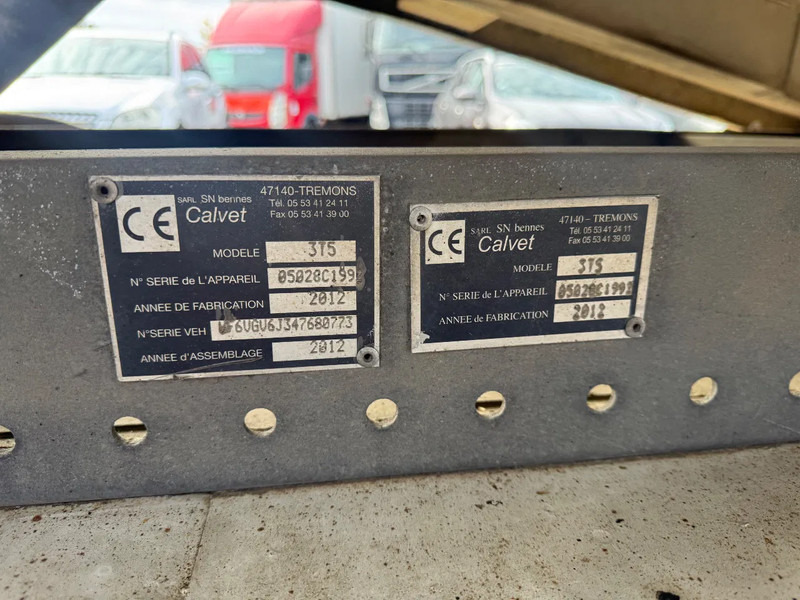 CE SARL SN bennes 47140-TREMONS
Calvet Tél. 05 53 41 24 11
Fax 05 53 41 39 00
MODELE 3T5
N° SERIE de L'APPAREIL
ANNEE DE FABRICATION 2012
N°SERIE VEH
ANNEE d'ASSEMBLAGE 2012
CE SARL SN bennes 47140 - TREMONS
Calvet Tél. 05 53 41 24 11
Fax 05 53 41 39 00
MODELE 3T5
N° SERIE de L'APPAREIL
ANNÉE de FABRICATION 2012